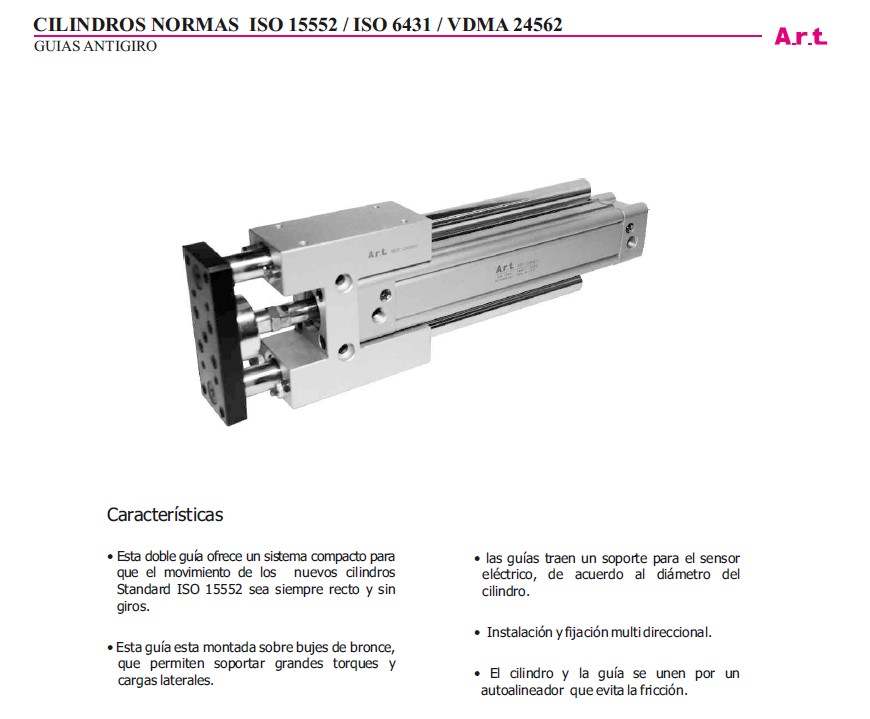 CILINDROS NORMAS ISO 15552 / ISO 6431 / VDMA 24562
GUIAS ANTIGIRO
A.r.t.
A.r.t.
A.r.t.
Características
• Esta doble guía ofrece un sistema compacto para
que el movimiento de los nuevos cilindros
Standard ISO 15552 sea siempre recto y sin
giros.
• Esta guía esta montada sobre bujes de bronce,
que permiten soportar grandes torques y
cargas laterales.
• las guías traen un soporte para el sensor
eléctrico, de acuerdo al diámetro del
cilindro.
• Instalación y fijación multi direccional.
• El cilindro y la guía se unen por un
autoalineador que evita la fricción.